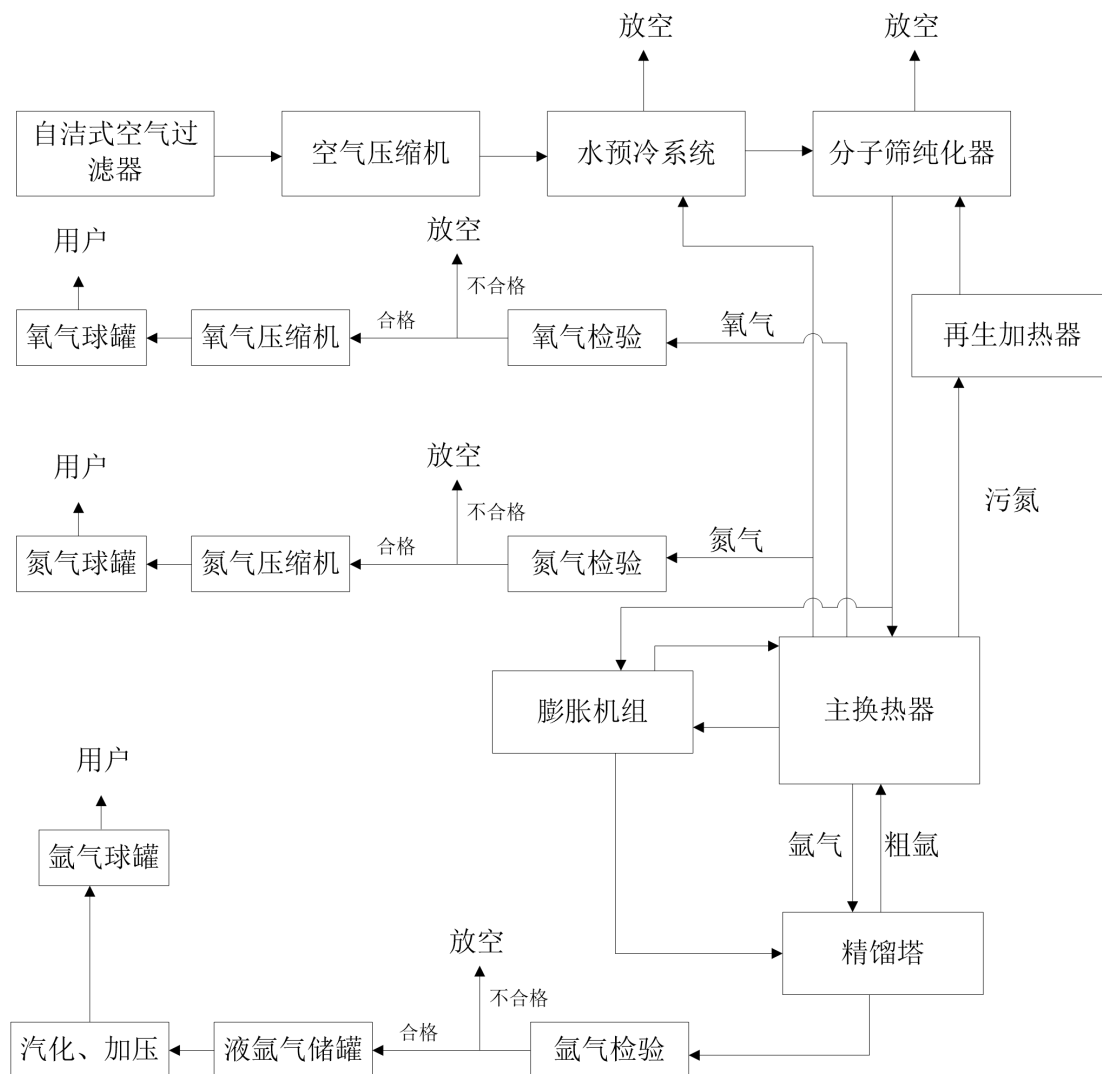 放空
放空
自洁式空气过
滤器
空气压缩机
水预冷系统
分子筛纯化器
用户
放空
不合格
氧气球罐
氧气压缩机
合格
氧气检验
氧气
再生加热器
用户
放空
不合格
氮气球罐
氮气压缩机
合格
氮气检验
氮气
污氮
膨胀机组
主换热器
用户
氩气球罐
氩气
粗氩
放空
不合格
精馏塔
汽化、加压
液氩气储罐
合格
氩气检验